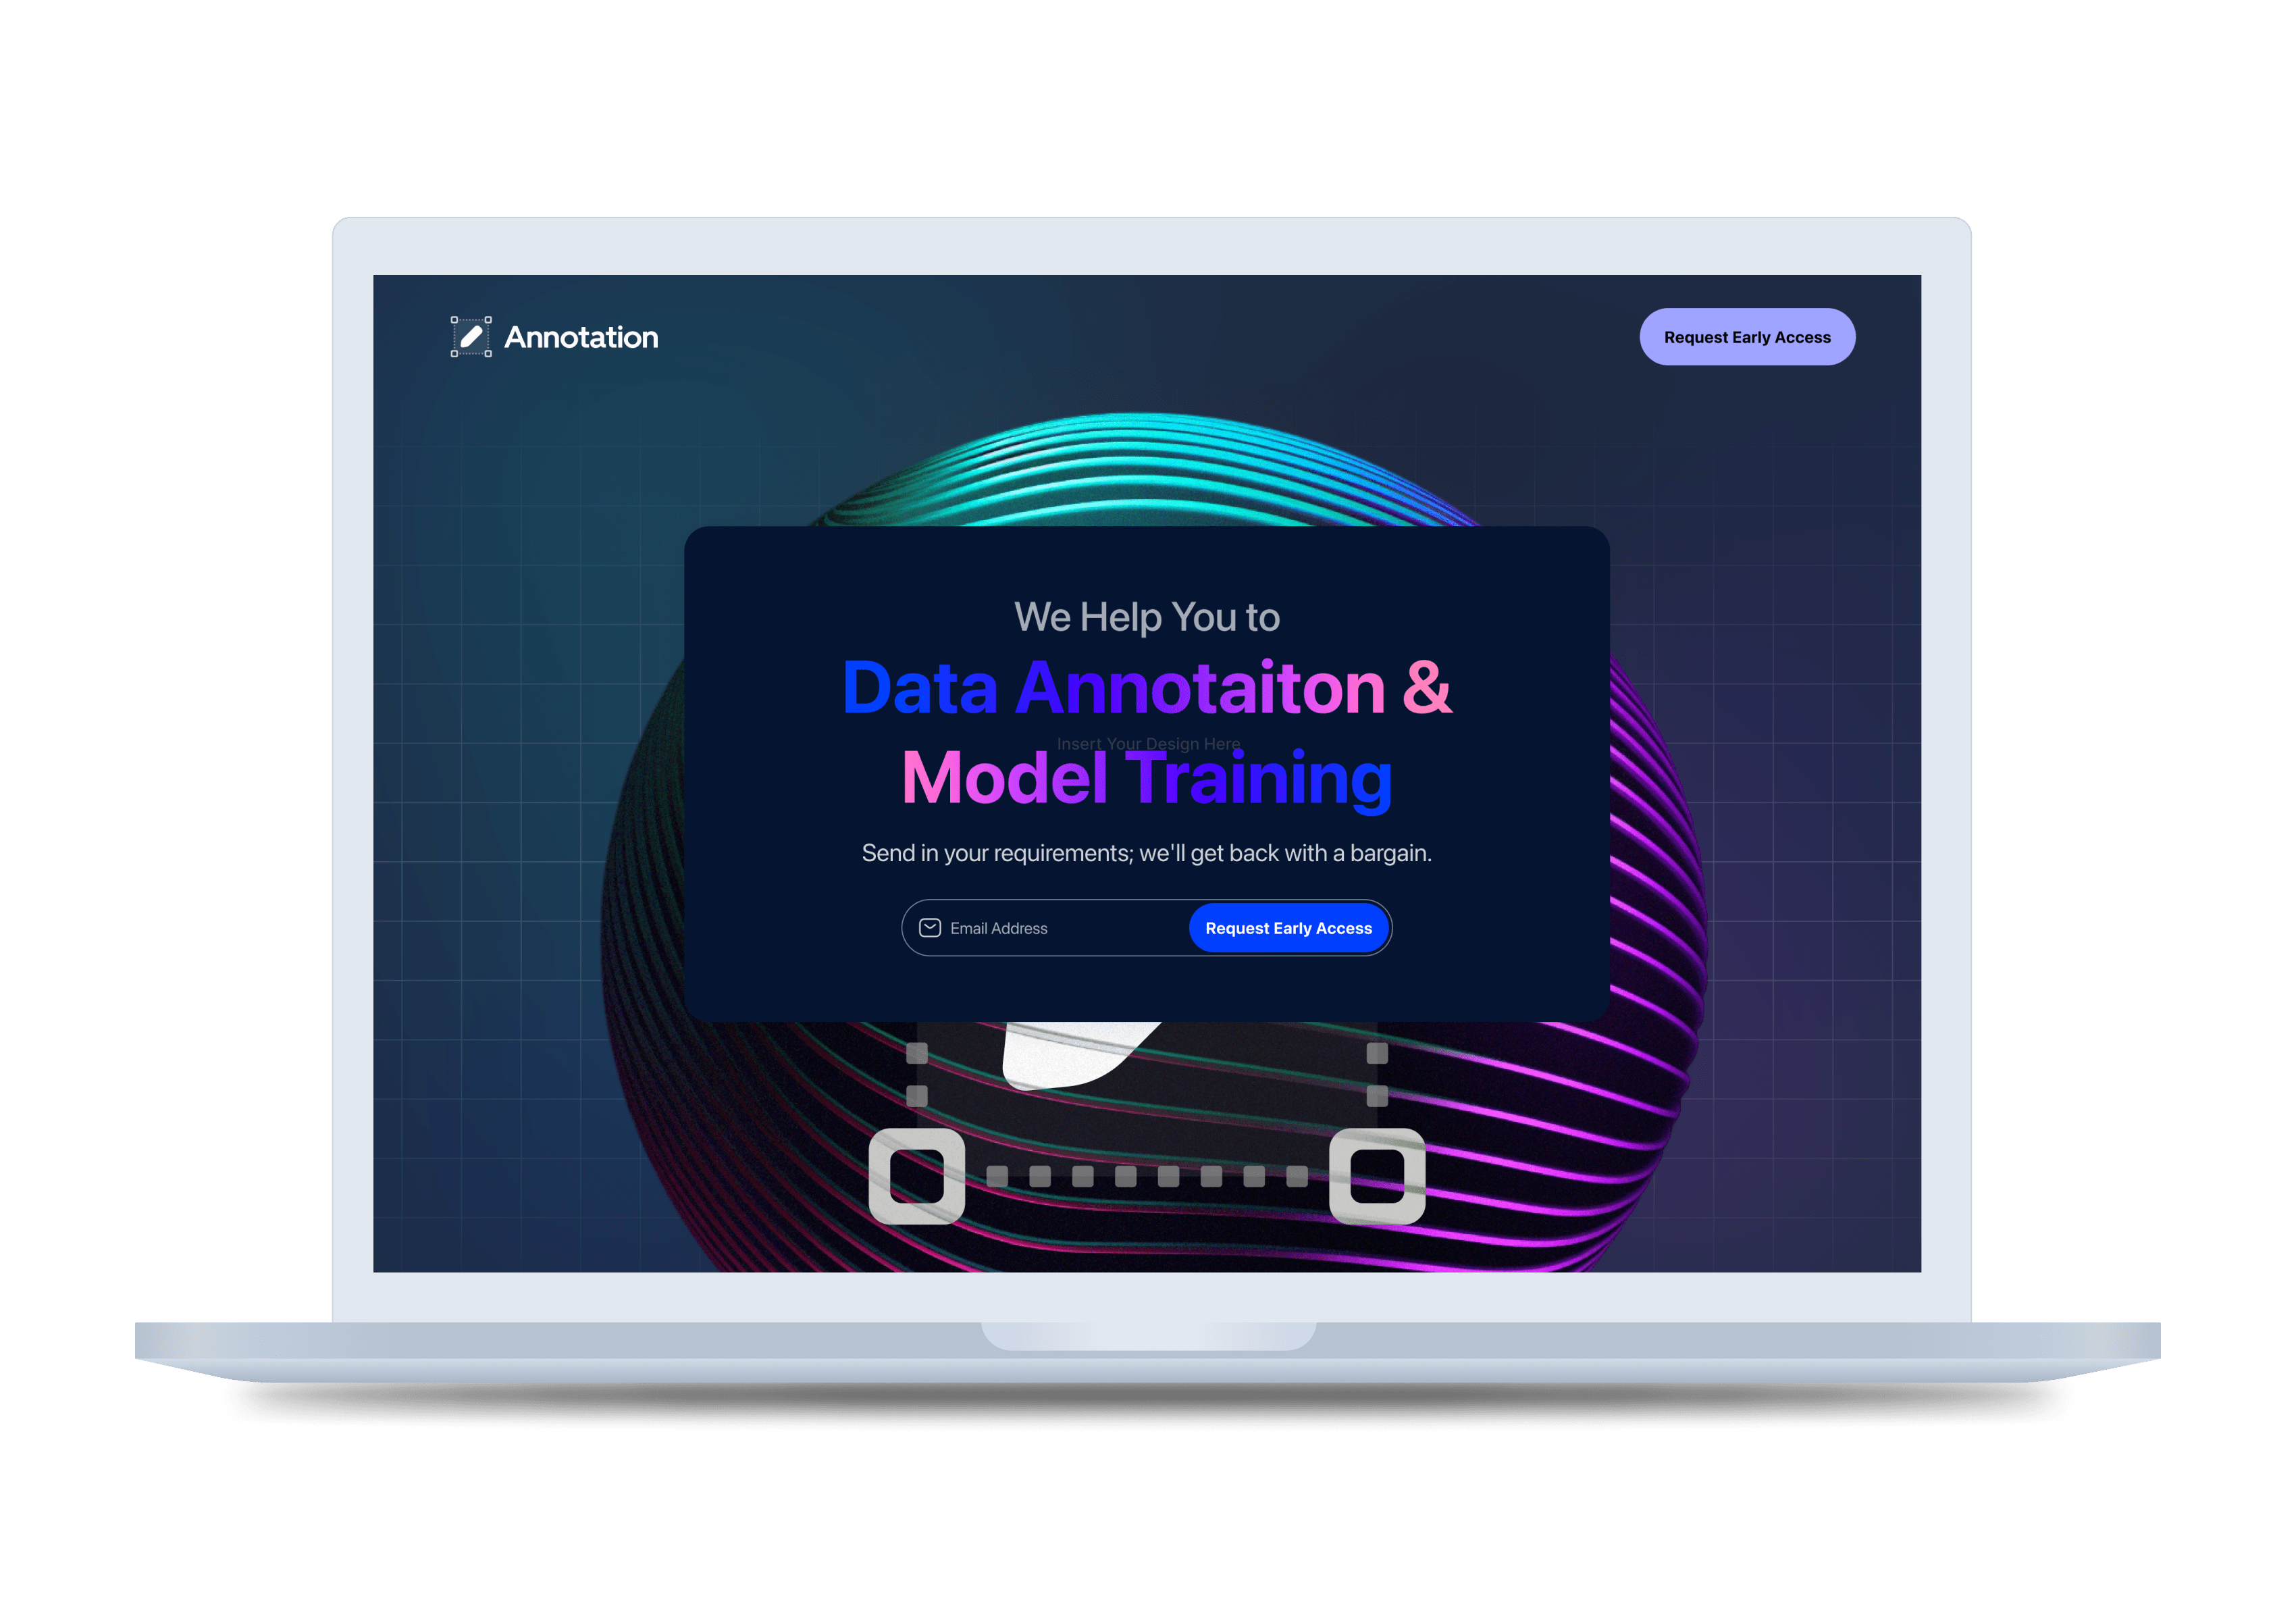 Annotation
Request Early Access
We Help You to
Data Annotaiton &
Insert Your Design Here
Model Training
Send in your requirements; we'll get back with a bargain.
Email Address
Request Early Access